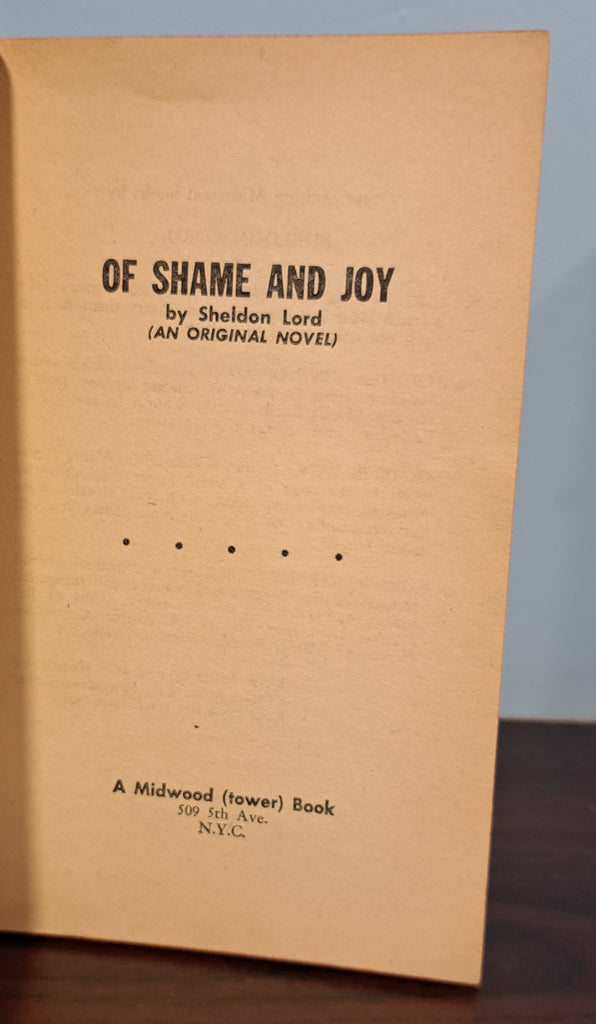 OF SHAME AND JOY
by Sheldon Lord
(AN ORIGINAL NOVEL)
A Midwood (tower) Book
509 5th Ave.
N.Y.C.